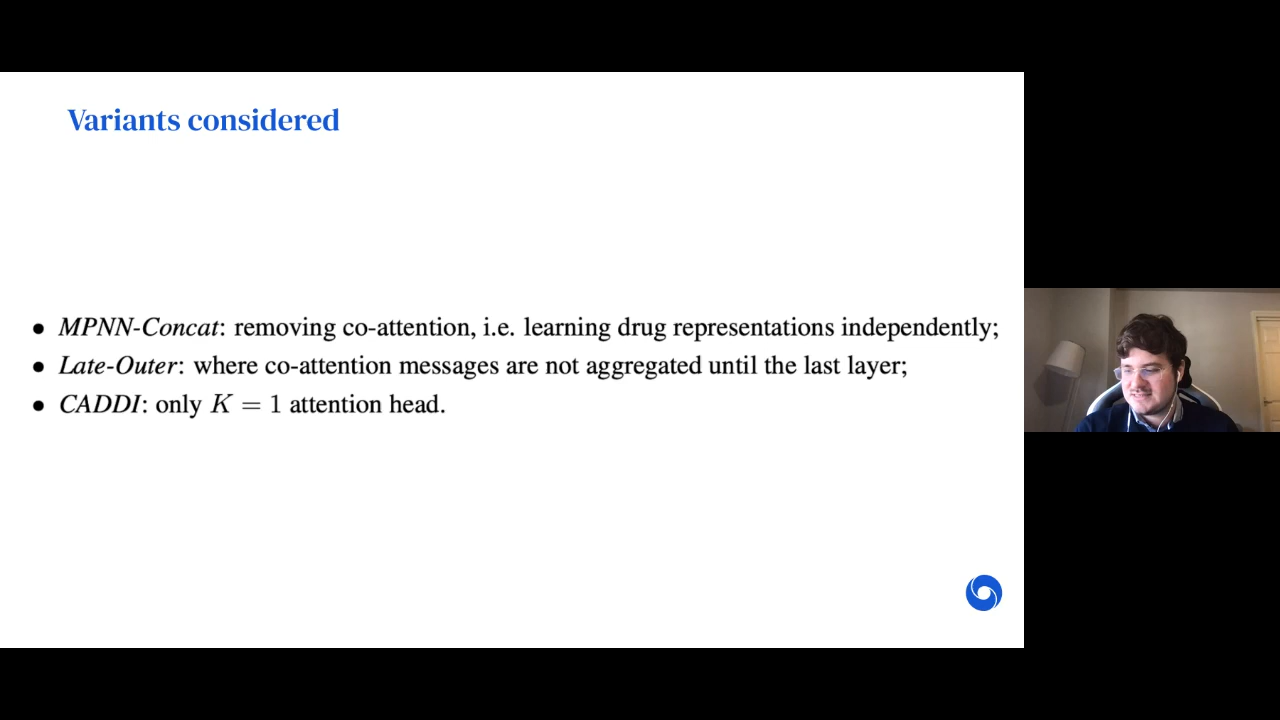 Variants considered
● MPNN-Concat: removing co-attention, i.e. learning drug representations independently;
● Late-Outer: where co-attention messages are not aggregated until the last layer;
● CADDI: only K = 1 attention head.